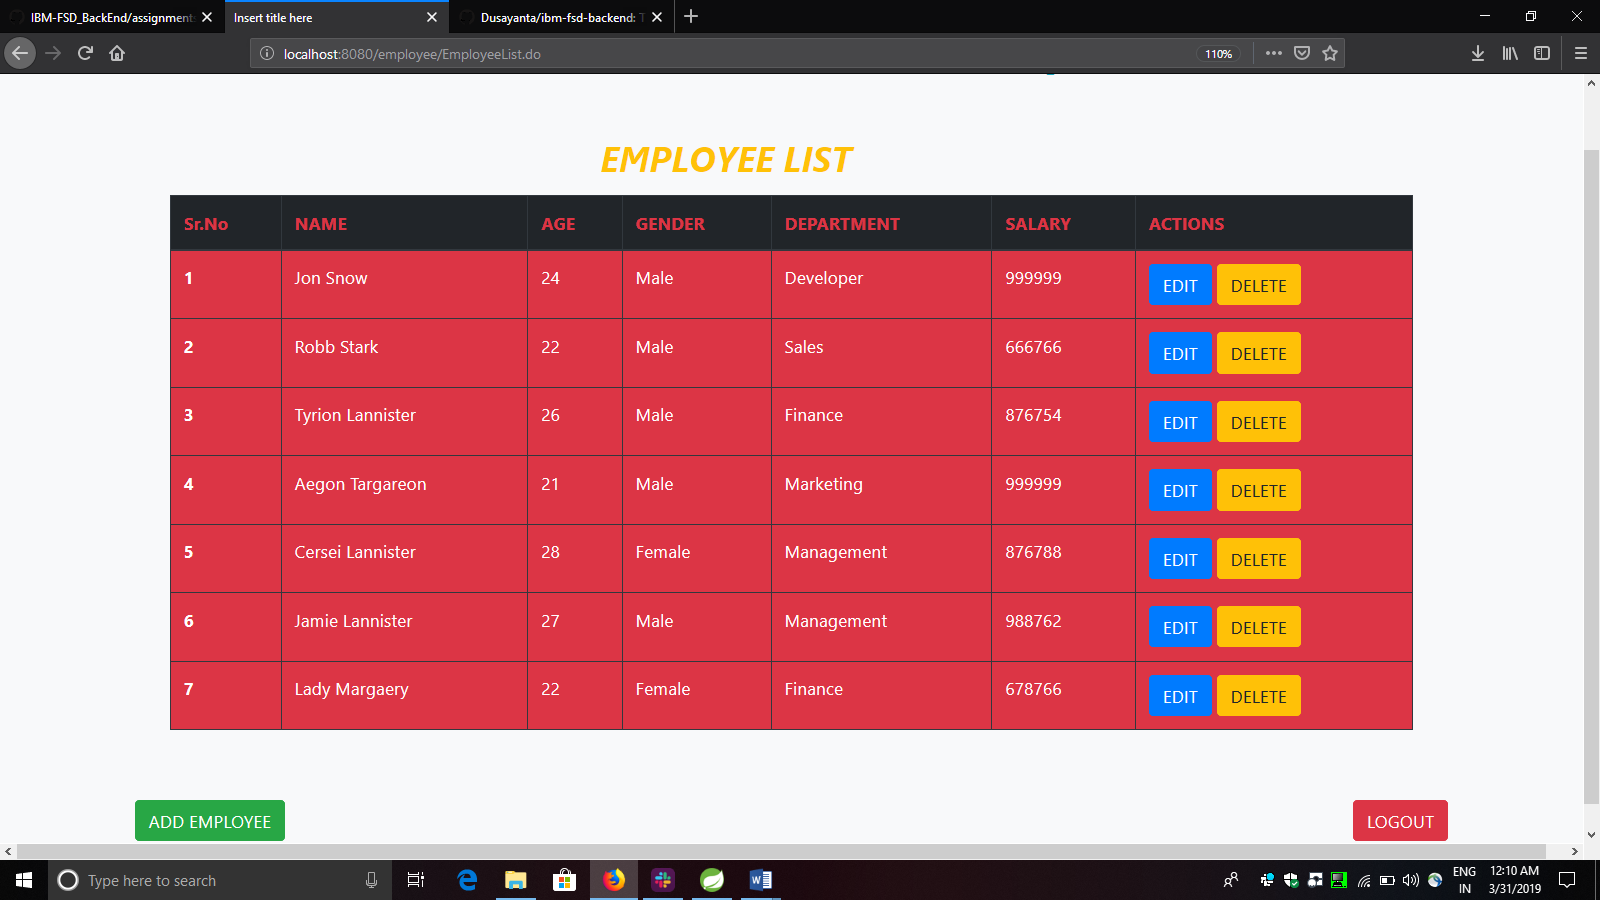 IBM-FSD_BackEnd/assignment
Insert title here
Dusayanta/ibm-fsd-backend:
localhost:8080/employee/EmployeeList.do
110%
EMPLOYEE LIST
Sr.No NAME AGE GENDER DEPARTMENT SALARY ACTIONS
1 Jon Snow 24 Male Developer 999999 EDIT DELETE
2 Robb Stark 22 Male Sales 666766 EDIT DELETE
3 Tyrion Lannister 26 Male Finance 876754 EDIT DELETE
4 Aegon Targareon 21 Male Marketing 999999 EDIT DELETE
5 Cersei Lannister 28 Female Management 876788 EDIT DELETE
6 Jamie Lannister 27 Male Management 988762 EDIT DELETE
7 Lady Margaery 22 Female Finance 678766 EDIT DELETE
ADD EMPLOYEE LOGOUT
Type here to search
ENG
IN
12:10 AM
3/31/2019